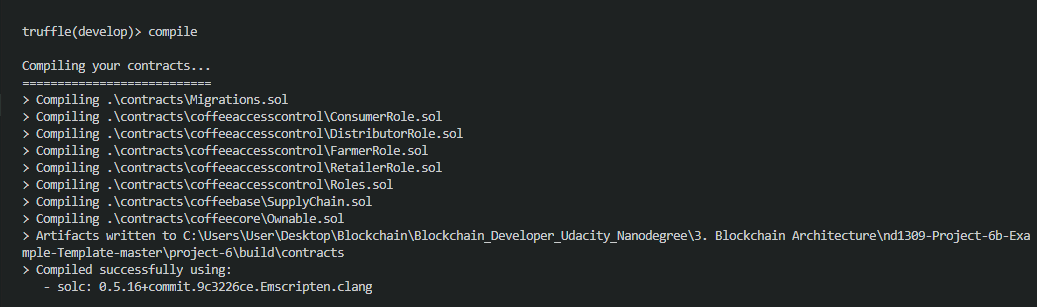 truffle(develop)> compile
Compiling your contracts...
===========================
> Compiling .\contracts\Migrations.sol
> Compiling .\contracts\coffeeaccesscontrol\ConsumerRole.sol
> Compiling .\contracts\coffeeaccesscontrol\DistributorRole.sol
> Compiling .\contracts\coffeeaccesscontrol\FarmerRole.sol
> Compiling .\contracts\coffeeaccesscontrol\RetailerRole.sol
> Compiling .\contracts\coffeeaccesscontrol\Roles.sol
> Compiling .\contracts\coffeebase\SupplyChain.sol
> Compiling .\contracts\coffeecore\Ownable.sol
> Artifacts written to C:\Users\User\Desktop\Blockchain\Blockchain_Developer_Udacity_Nanodegree\3. Blockchain Architecture\nd1309-Project-6b-Exa
mple-Template-master\project-6\build\contracts
> Compiled successfully using:
   - solc: 0.5.16+commit.9c3226ce.Emscripten.clang